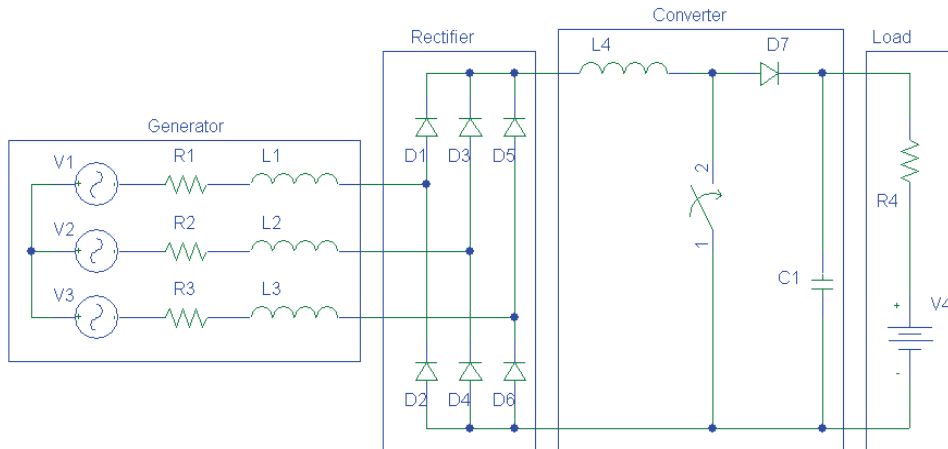 Converter
Rectifier
L4
D7
Load
Generator
D1
D3
D5
V1
R1
L1
2
R4
V2
R2
L2
1
C1
V3
R3
L3
+
V4
-
D2
D4
D6